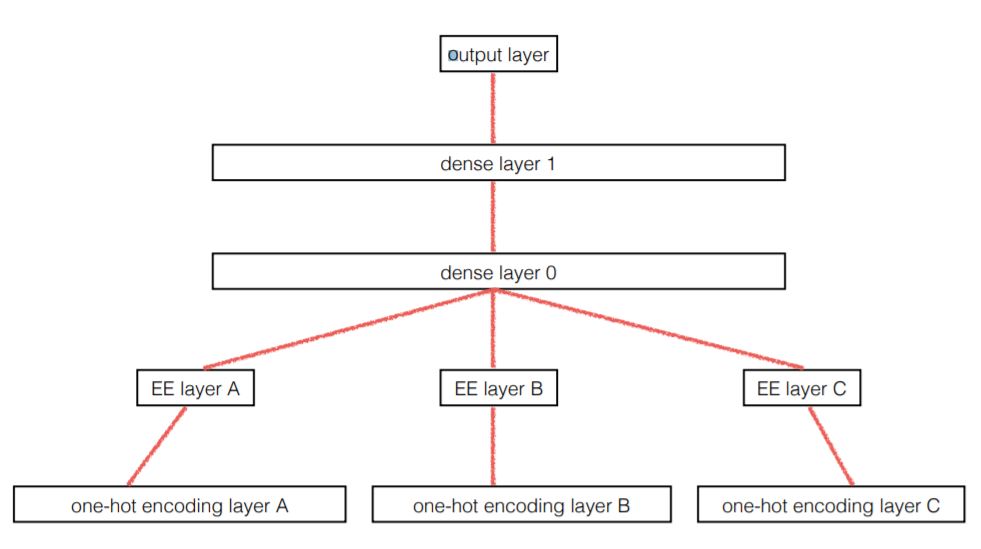 output layer
dense layer 1
dense layer 0
EE layer A
EE layer B
EE layer C
one-hot encoding layer A
one-hot encoding layer B
one-hot encoding layer C